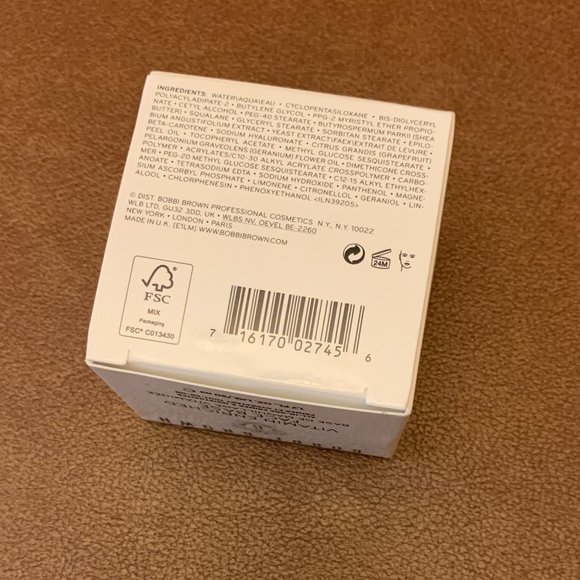 INGREDIENTS: WATER\AQUA\EAU • CYCLOPENTASILOXANE • BIS-DIGLYCERYL
POLYACYLADIPATE-2 • BUTYLENE GLYCOL • PPG-2 MYRISTYL ETHER PROPIO-
NATE • CETYL ALCOHOL • PEG-40 STEARATE • BUTYROSPERMUM PARKII (SHEA
BUTTER) • SQUALANE • GLYCERYL STEARATE • SORBITAN STEARATE • EPILO-
BIUM ANGUSTIFOLIUM EXTRACT • YEAST EXTRACT\FAEX\EXTRAIT DE LEVURE •
BETA-CAROTENE • SODIUM HYALURONATE • CITRUS GRANDIS (GRAPEFRUIT)
PEEL OIL • TOCOPHERYL ACETATE • METHYL GLUCOSE SESQUISTEARATE •
PELARGONIUM GRAVEOLENS (GERANIUM) FLOWER OIL • DIMETHICONE CROSS-
POLYMER • ACRYLATES/C10-30 ALKYL ACRYLATE CROSSPOLYMER • CARBO-
MER • PEG-20 METHYL GLUCOSE SESQUISTEARATE • C12-15 ALKYL ETHYLHEX-
ANOATE • TETRASODIUM EDTA • SODIUM HYDROXIDE • PANTHENOL • MAGNE-
SIUM ASCORBYL PHOSPHATE • LIMONENE • CITRONELLOL • GERANIOL • LIN-
ALOOL • CHLORPHENESIN • PHENOXYETHANOL <ILN39205>
© DIST. BOBBI BROWN PROFESSIONAL COSMETICS N.Y., N.Y. 10022
WLB LTD. GU32 3DD, UK • WLBS NV. OEVEL BE-2260
NEW YORK • LONDON • PARIS
MADE IN U.K. [E1LM] WWW.BOBBIBROWN.COM
24M
FSC
MIX
Packaging
FSC® C013430
7 16170 02745 6
VITAMIN ENRICHED
FACE BASE